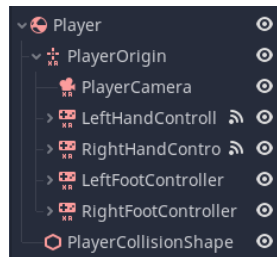 Player
PlayerOrigin
PlayerCamera
LeftHandControll
RightHandContro
LeftFootController
RightFootController
PlayerCollisionShape